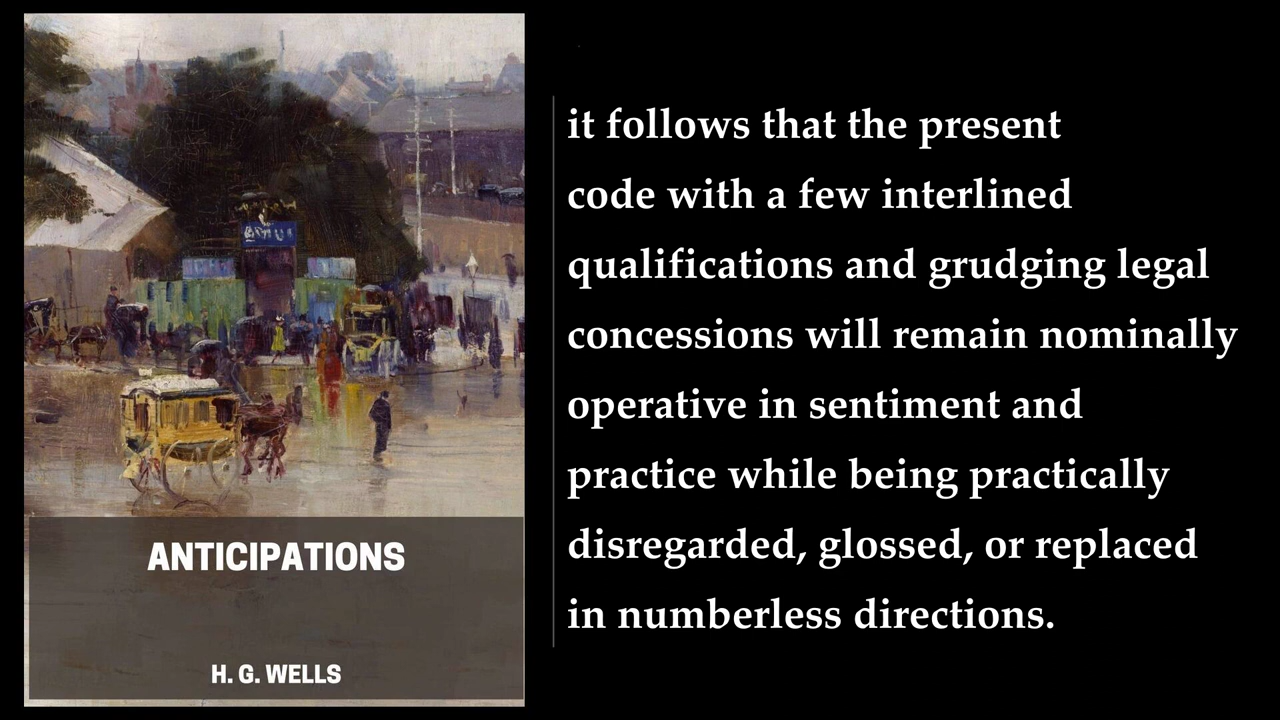 ANTICIPATIONS
H. G. WELLS
it follows that the present
code with a few interlined
qualifications and grudging legal
concessions will remain nominally
operative in sentiment and
practice while being practically
disregarded, glossed, or replaced
in numberless directions.